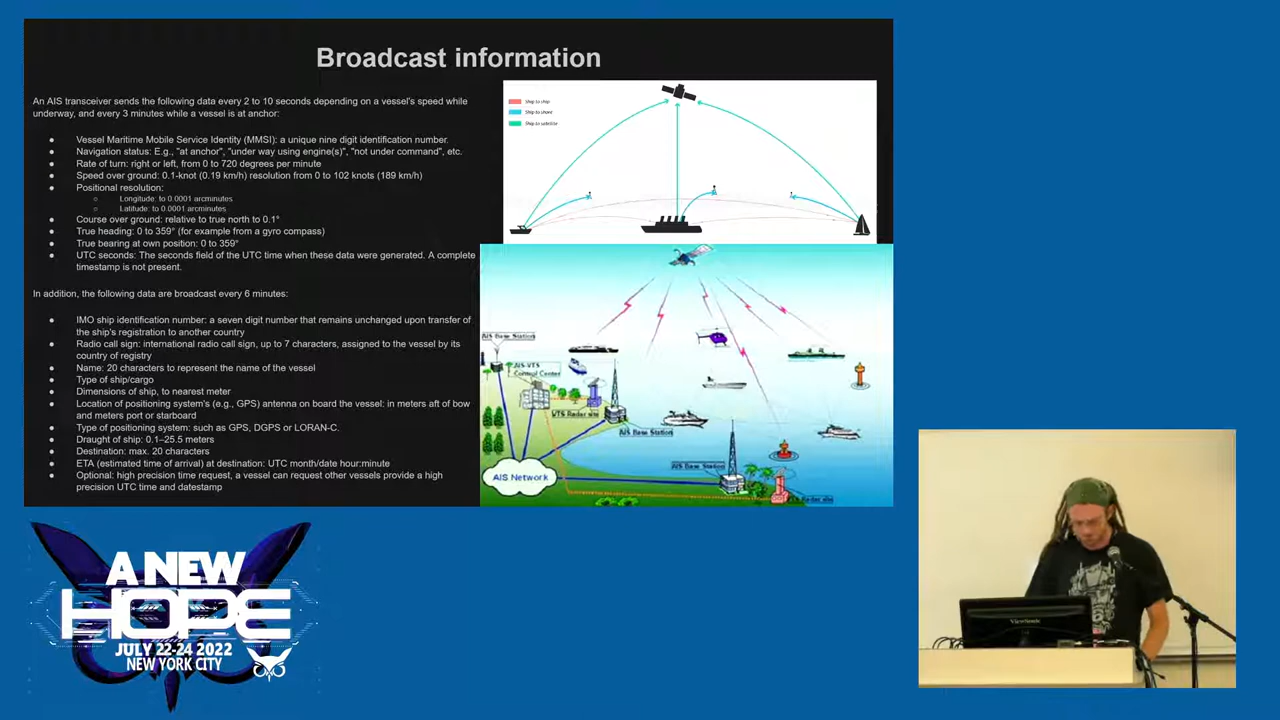 Broadcast information
An AIS transceiver sends the following data every 2 to 10 seconds depending on a vessel's speed while
underway, and every 3 minutes while a vessel is at anchor:
● Vessel Maritime Mobile Service Identity (MMSI): a unique nine digit identification number.
● Navigation status: E.g., "at anchor", "under way using engine(s)", "not under command", etc.
● Rate of turn: right or left, from 0 to 720 degrees per minute
● Speed over ground: 0.1-knot (0.19 km/h) resolution from 0 to 102 knots (189 km/h)
● Positional resolution:
○ Longitude: to 0.0001 arcminutes
○ Latitude: to 0.0001 arcminutes
● Course over ground: relative to true north to 0.1°
● True heading: 0 to 359° (for example from a gyro compass)
● True bearing at own position: 0 to 359°
● UTC seconds: The seconds field of the UTC time when these data were generated. A complete
timestamp is not present.
In addition, the following data are broadcast every 6 minutes:
● IMO ship identification number: a seven digit number that remains unchanged upon transfer of
the ship's registration to another country
● Radio call sign: international radio call sign, up to 7 characters, assigned to the vessel by its
country of registry
● Name: 20 characters to represent the name of the vessel
● Type of ship/cargo
● Dimensions of ship, to nearest meter
● Location of positioning system's (e.g., GPS) antenna on board the vessel: in meters aft of bow
and meters port or starboard
● Type of positioning system: such as GPS, DGPS or LORAN-C.
● Draught of ship: 0.1–25.5 meters
● Destination: max. 20 characters
● ETA (estimated time of arrival) at destination: UTC month/date hour:minute
● Optional: high precision time request, a vessel can request other vessels provide a high
precision UTC time and datestamp
Ship to ship
Ship to shore
Ship to satellite
AIS Base Station
AIS-VTS
Control Center
VTS Radar site
AIS Base Station
AIS Base Station
AIS Network
Radar site
A NEW
HOPE
JULY 22-24 2022
NEW YORK CITY
ViewSonic